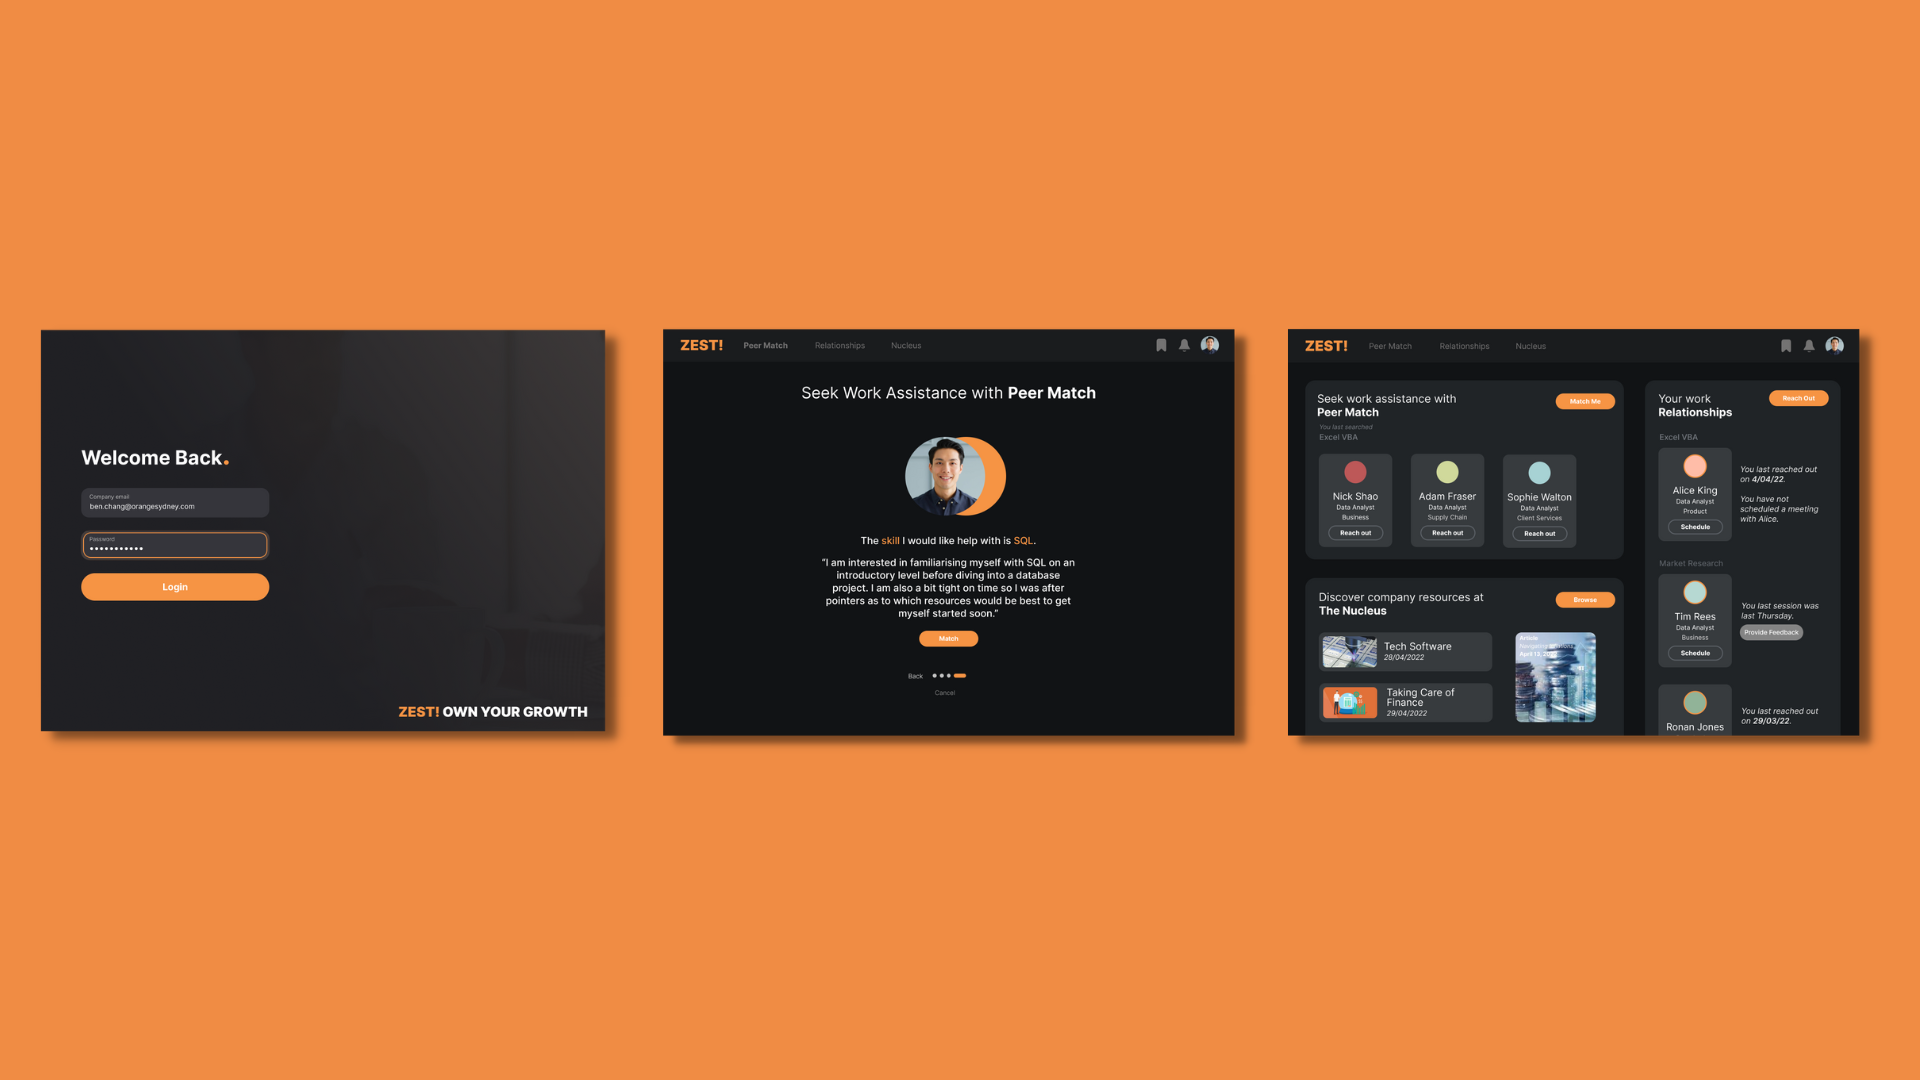 Welcome Back.
Company email
ben.chang@orangesydney.com
Password
Login
ZEST! OWN YOUR GROWTH
ZEST!
Peer Match
Relationships
Nucleus
Seek Work Assistance with Peer Match
The skill I would like help with is SQL.
"I am interested in familiarising myself with SQL on an
introductory level before diving into a database
project. I am also a bit tight on time so I was after
pointers as to which resources would be best to get
myself started soon."
Match
Back
Cancel
ZEST!
Peer Match
Relationships
Nucleus
Seek work assistance with
Peer Match
Match Me
You last searched
Excel VBA
Nick Shao
Data Analyst
Business
Reach out
Adam Fraser
Data Analyst
Supply Chain
Reach out
Sophie Walton
Data Analyst
Client Services
Reach out
Discover company resources at
The Nucleus
Browse
Tech Software
28/04/2022
Taking Care of
Finance
29/04/2022
Article
April 13, 
Your work
Relationships
Reach Out
Excel VBA
Alice King
Data Analyst
Product
Schedule
You last reached out
on 4/04/22.
You have not
scheduled a meeting
with Alice.
Market Research
Tim Rees
Data Analyst
Business
Schedule
You last session was
last Thursday.
Provide Feedback
Ronan Jones
You last reached out
on 29/03/22.